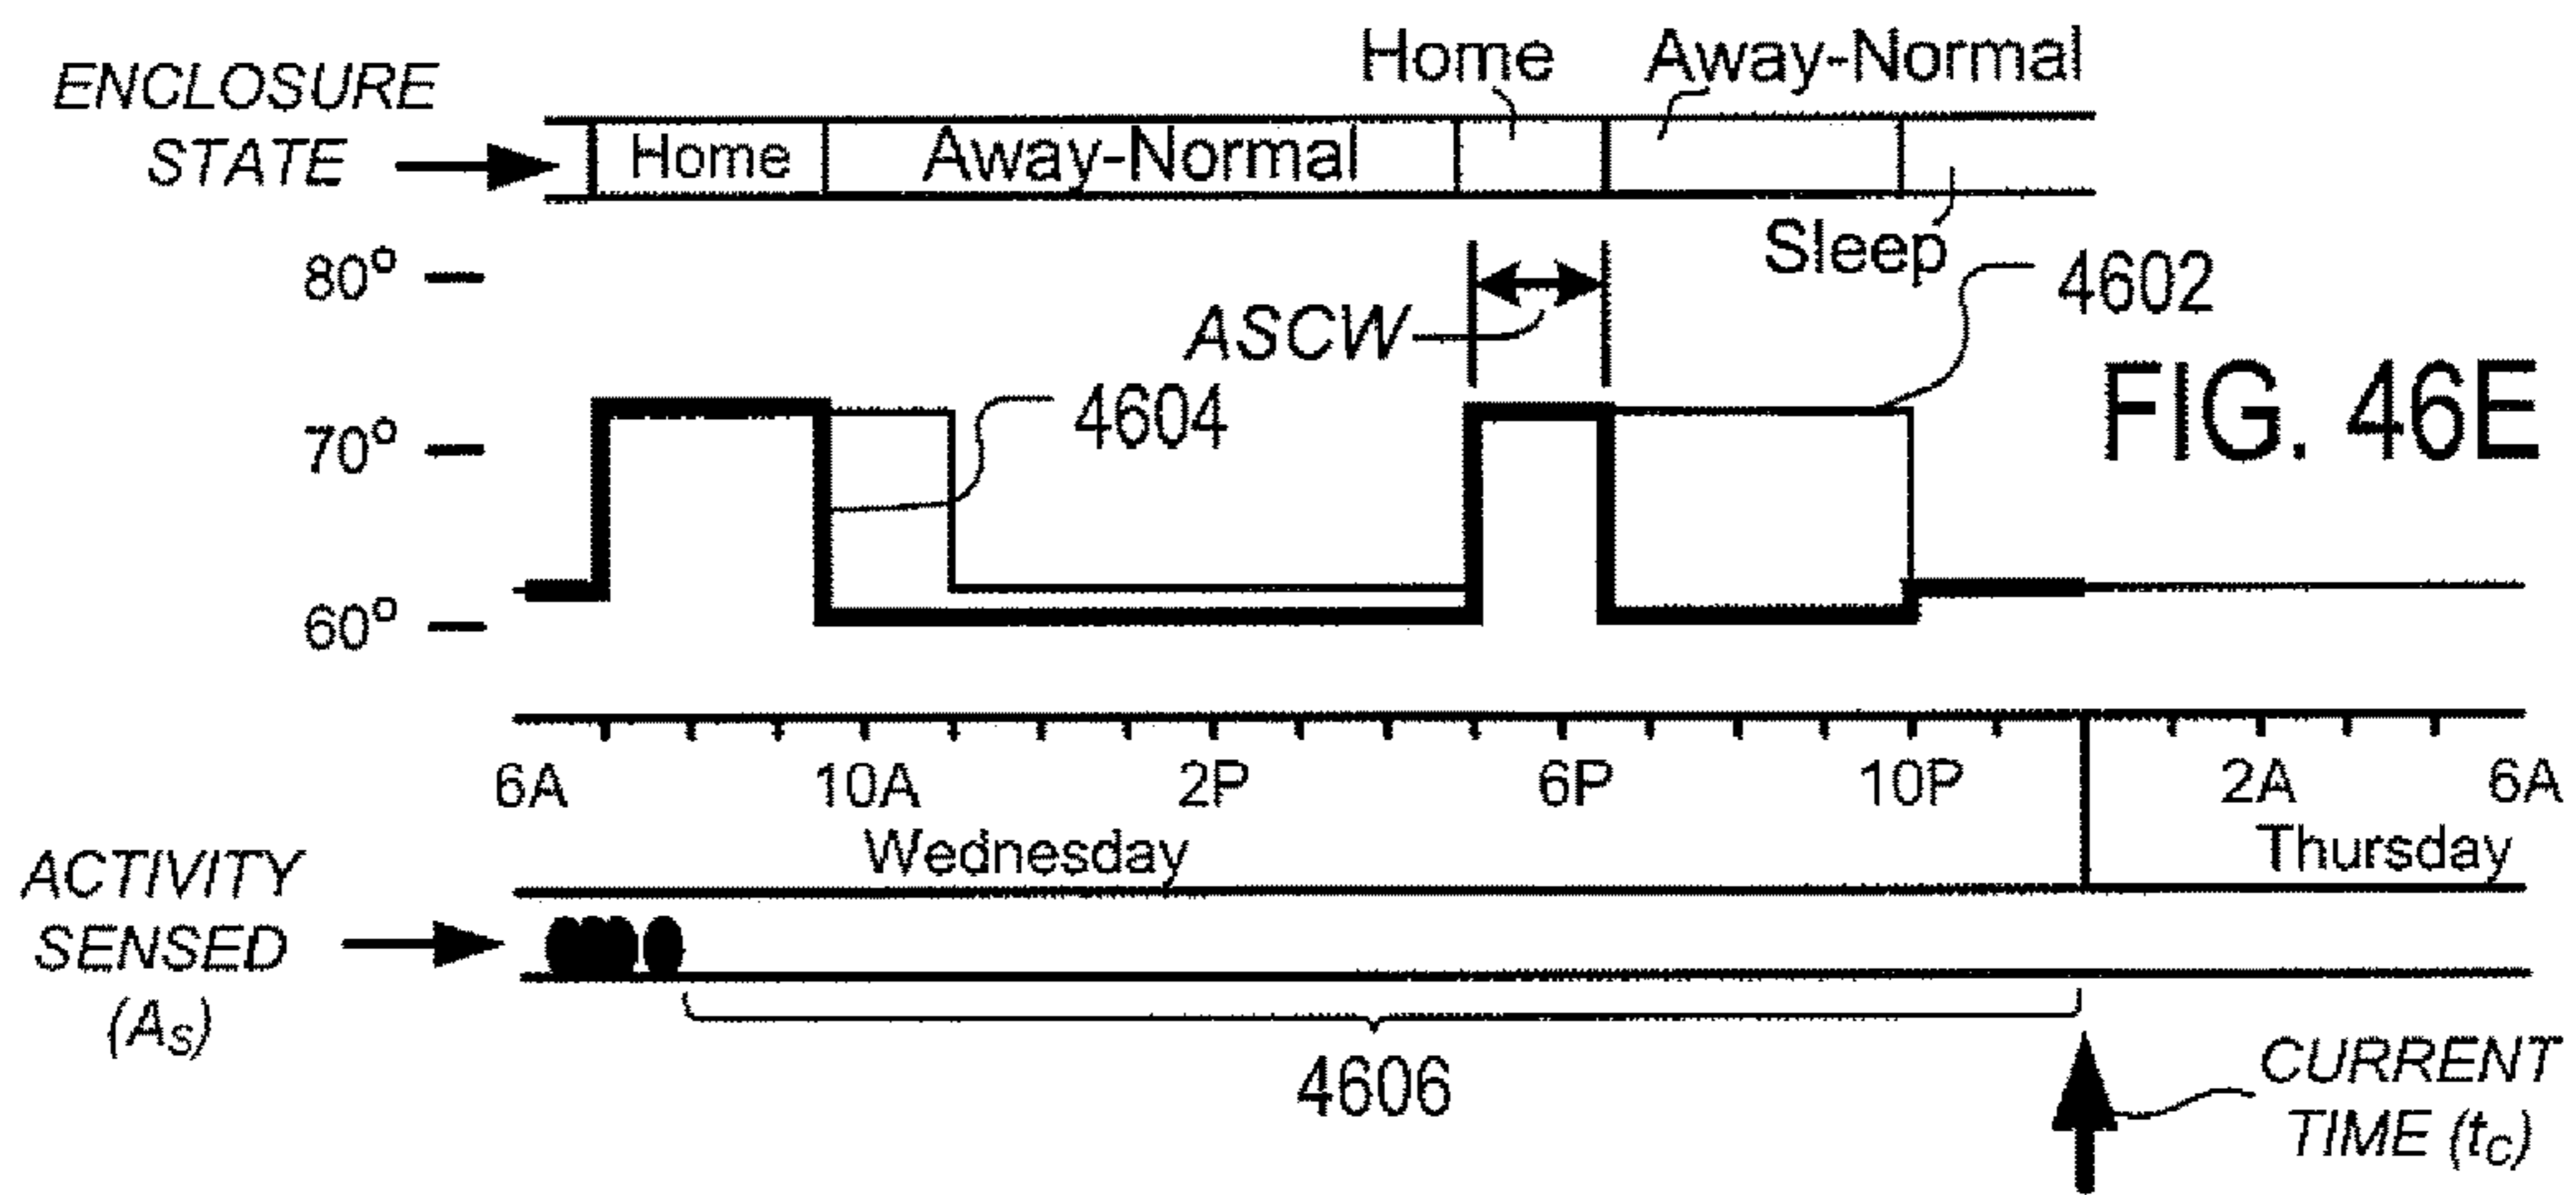 Home Away-Normal
ENCLOSURE
STATE
Home Away-Normal
Sleep
80°
4602
ASCW
FIG. 46E
4604
70°
60°
6A 10A 2P 6P 10P 2A 6A
Wednesday Thursday
ACTIVITY
SENSED
(As)
4606
CURRENT
TIME (tc)